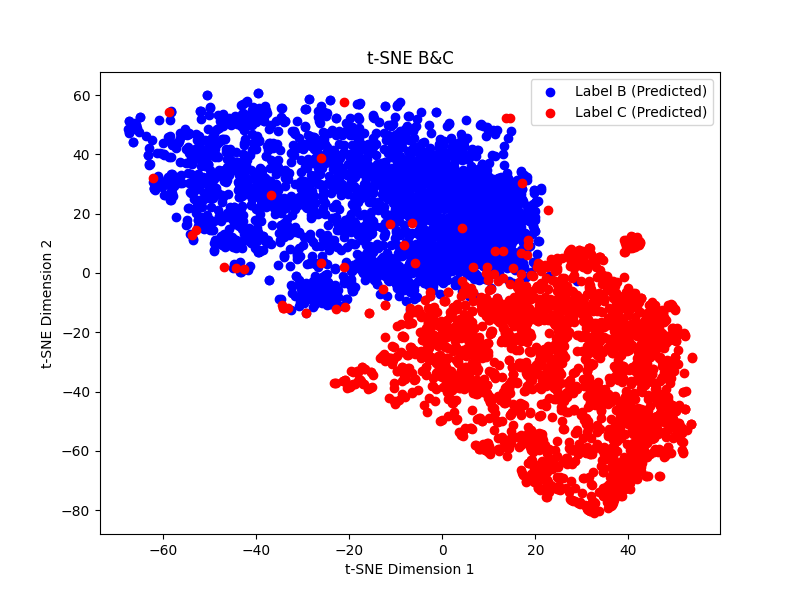 t-SNE B&C
Label B (Predicted)
Label C (Predicted)
60
40
20
0
−20
−40
−60
−80
t-SNE Dimension 2
−60
−40
−20
0
20
40
t-SNE Dimension 1